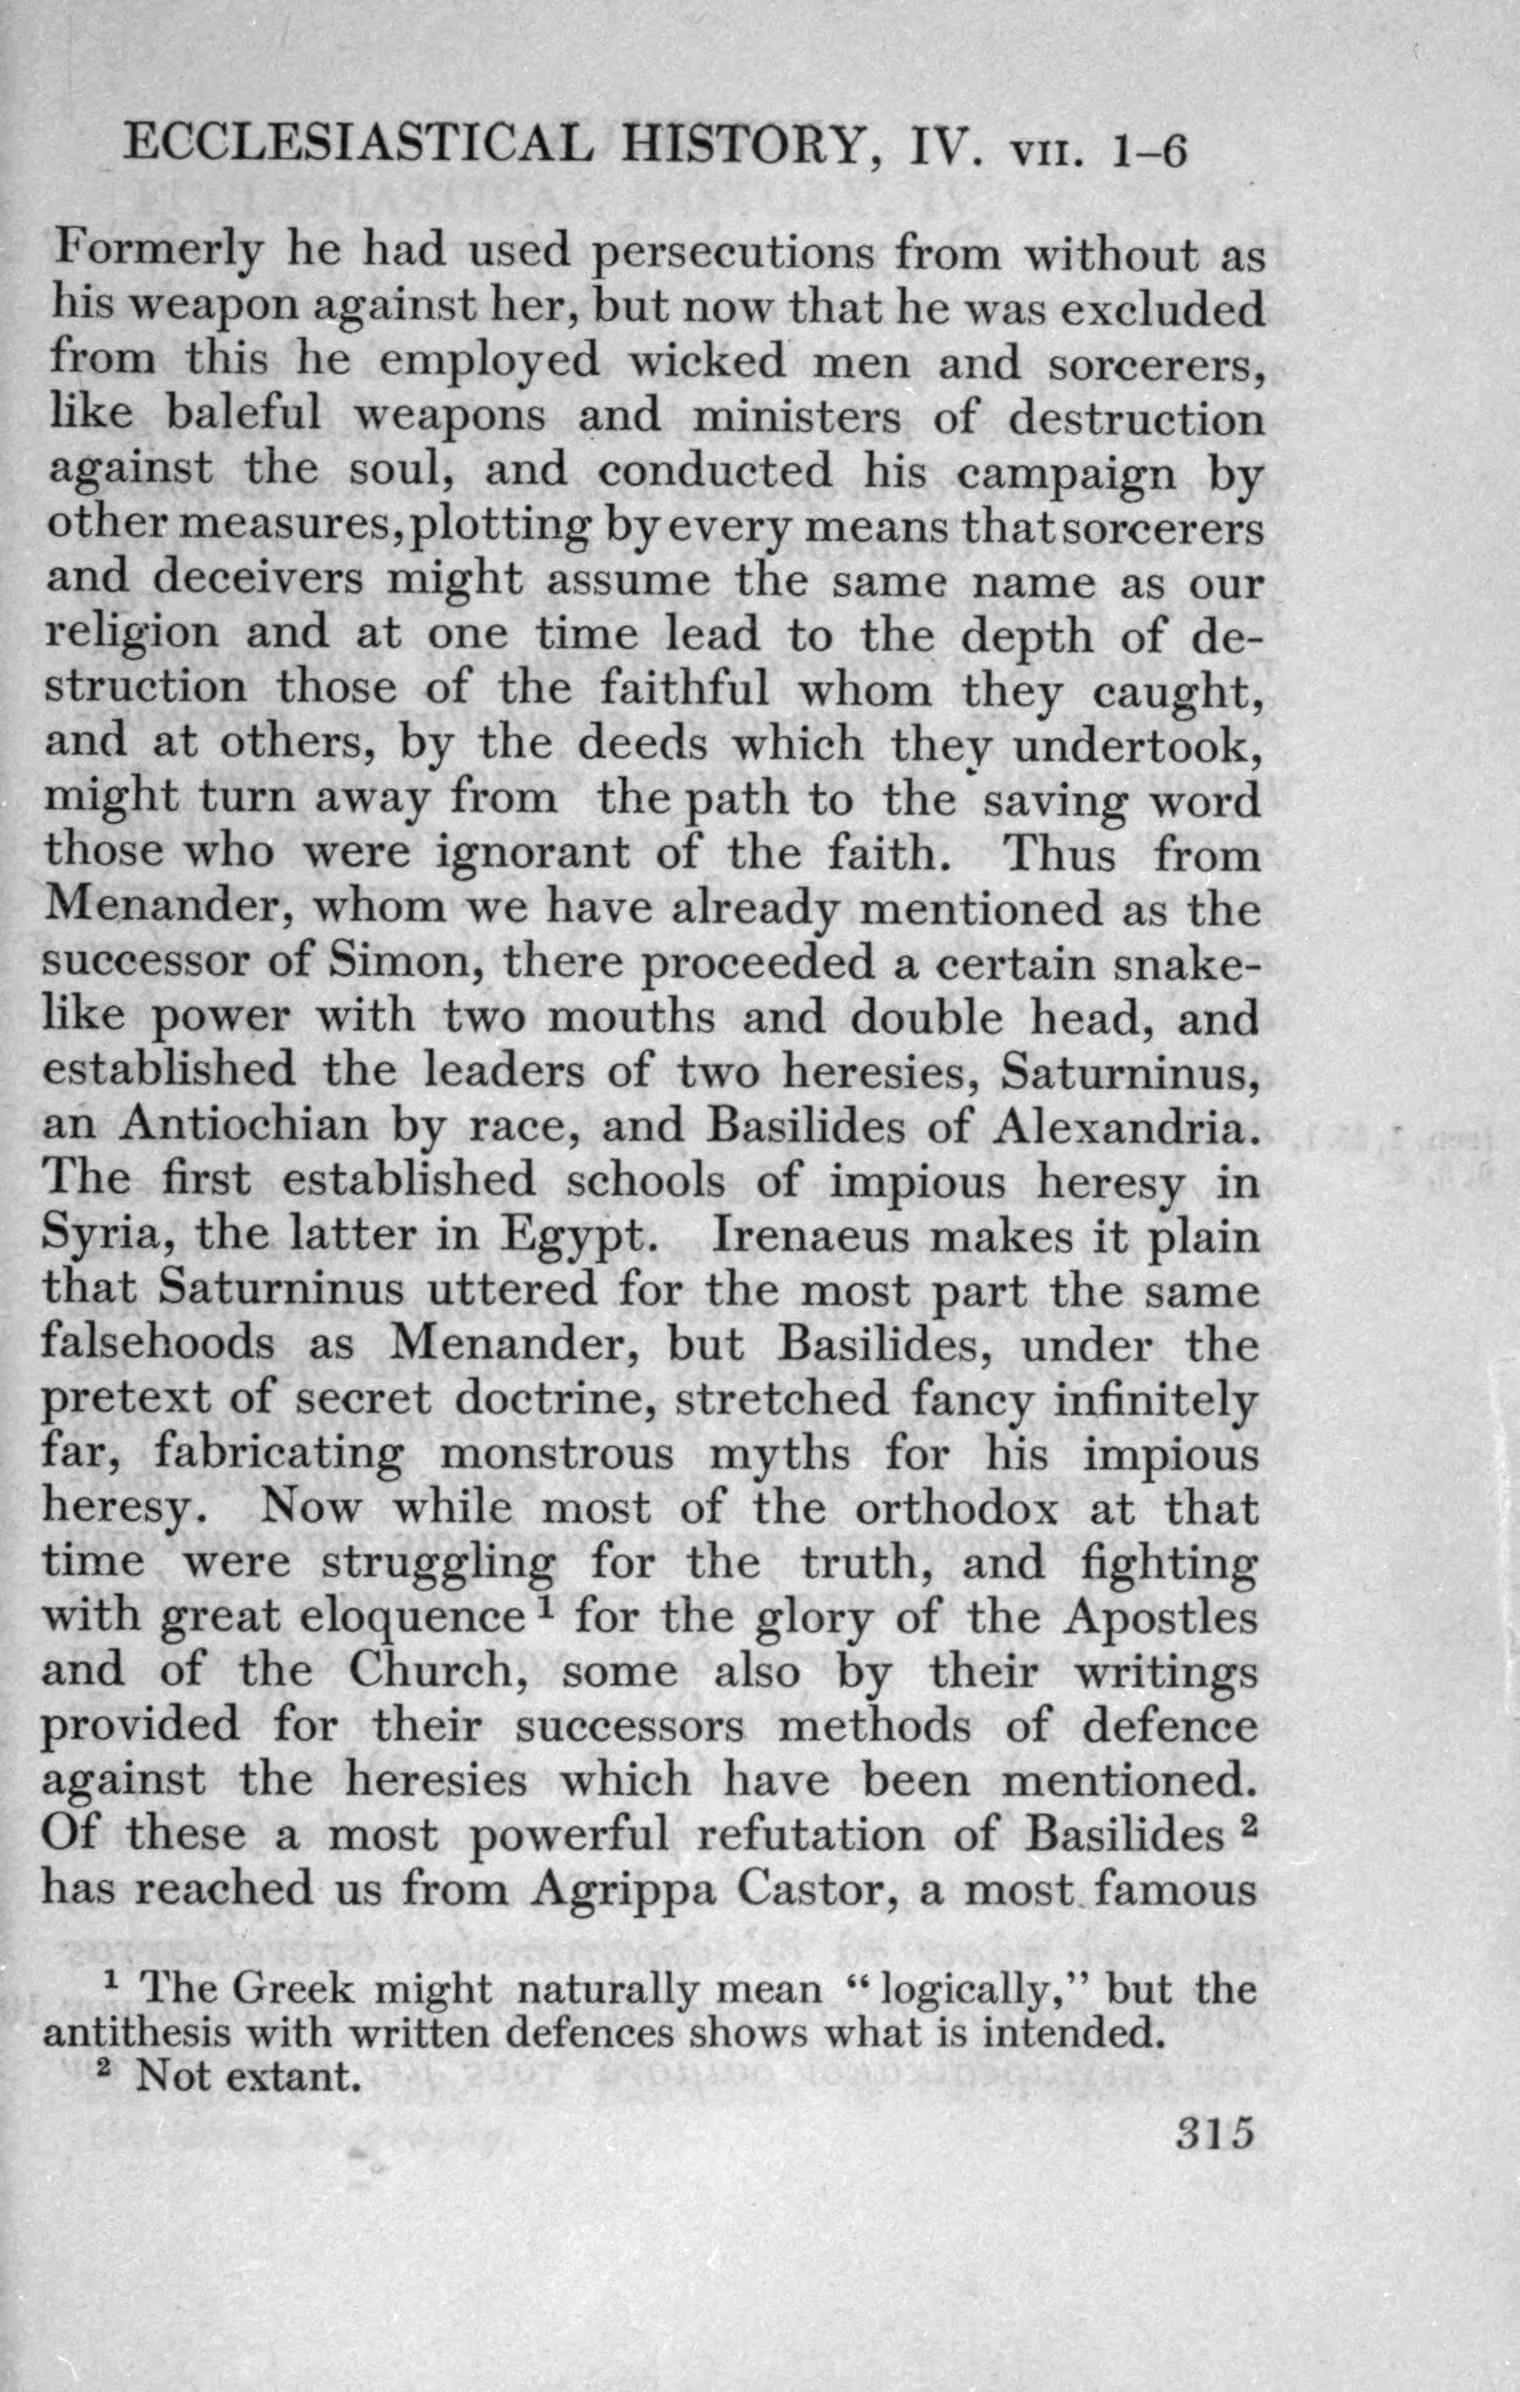 ECCLESIASTICAL HISTORY, IV. VII. 1–6
Formerly he had used persecutions from without as
his weapon against her, but now that he was excluded
from this he employed wicked men and sorcerers,
like baleful weapons and ministers of destruction
against the soul, and conducted his campaign by
other measures, plotting by every means that sorcerers
and deceivers might assume the same name as our
religion and at one time lead to the depth of de-
struction those of the faithful whom they caught,
and at others, by the deeds which they undertook,
might turn away from the path to the saving word
those who were ignorant of the faith. Thus from
Menander, whom we have already mentioned as the
successor of Simon, there proceeded a certain snake-
like power with two mouths and double head, and
established the leaders of two heresies, Saturninus,
an Antiochian by race, and Basilides of Alexandria.
The first established schools of impious heresy in
Syria, the latter in Egypt. Irenaeus makes it plain
that Saturninus uttered for the most part the same
falsehoods as Menander, but Basilides, under the
pretext of secret doctrine, stretched fancy infinitely
far, fabricating monstrous myths for his impious
heresy. Now while most of the orthodox at that
time were struggling for the truth, and fighting
with great eloquence ¹ for the glory of the Apostles
and of the Church, some also by their writings
provided for their successors methods of defence
against the heresies which have been mentioned.
Of these a most powerful refutation of Basilides ²
has reached us from Agrippa Castor, a most famous
¹ The Greek might naturally mean “logically,” but the
antithesis with written defences shows what is intended.
² Not extant.
315